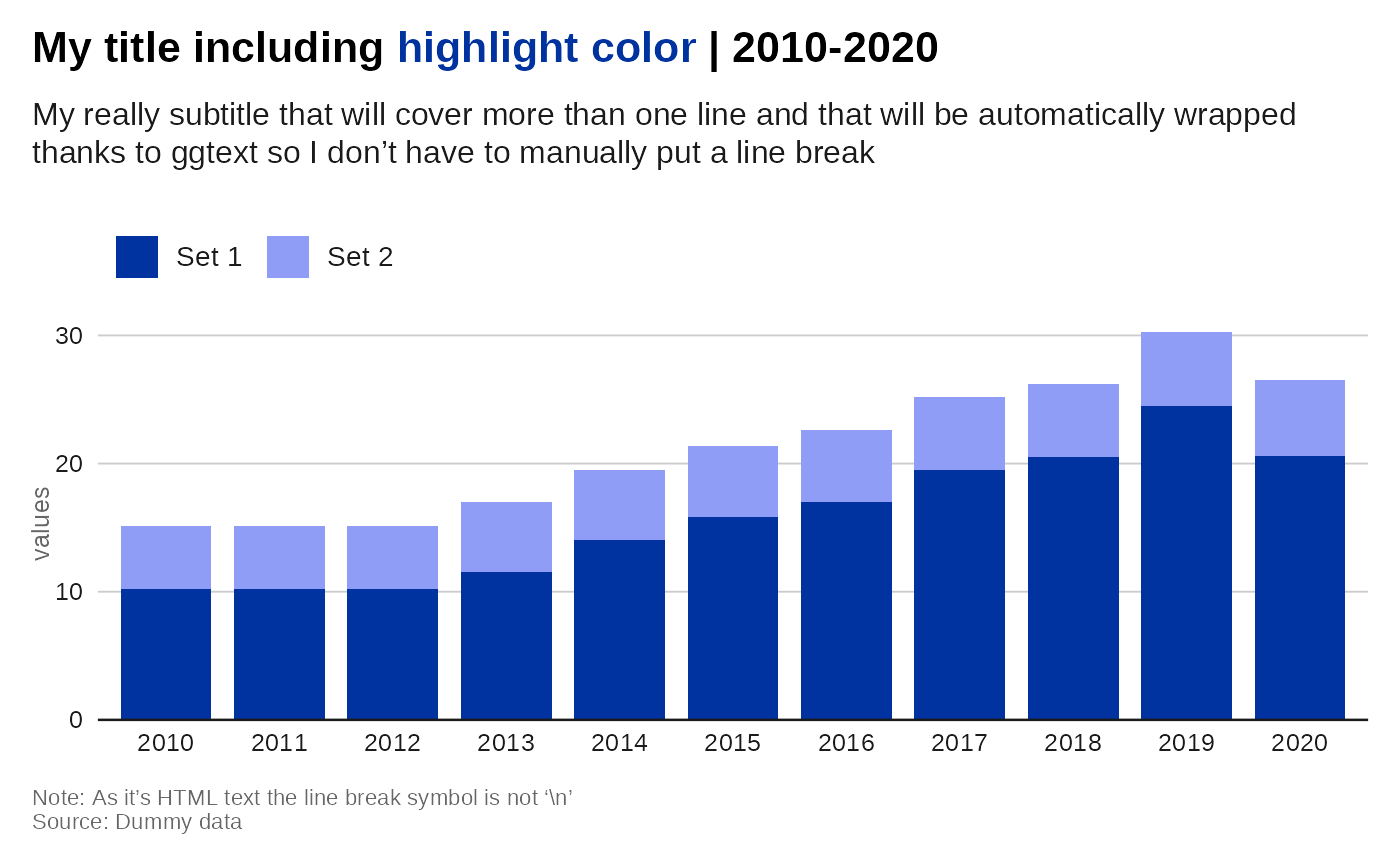 My title including highlight color | 2010-2020
My really subtitle that will cover more than one line and that will be automatically wrapped
thanks to ggtext so I don’t have to manually put a line break
Set 1 Set 2
30
20
values
10
0
2010 2011 2012 2013 2014 2015 2016 2017 2018 2019 2020
Note: As it’s HTML text the line break symbol is not ‘\n’
Source: Dummy data